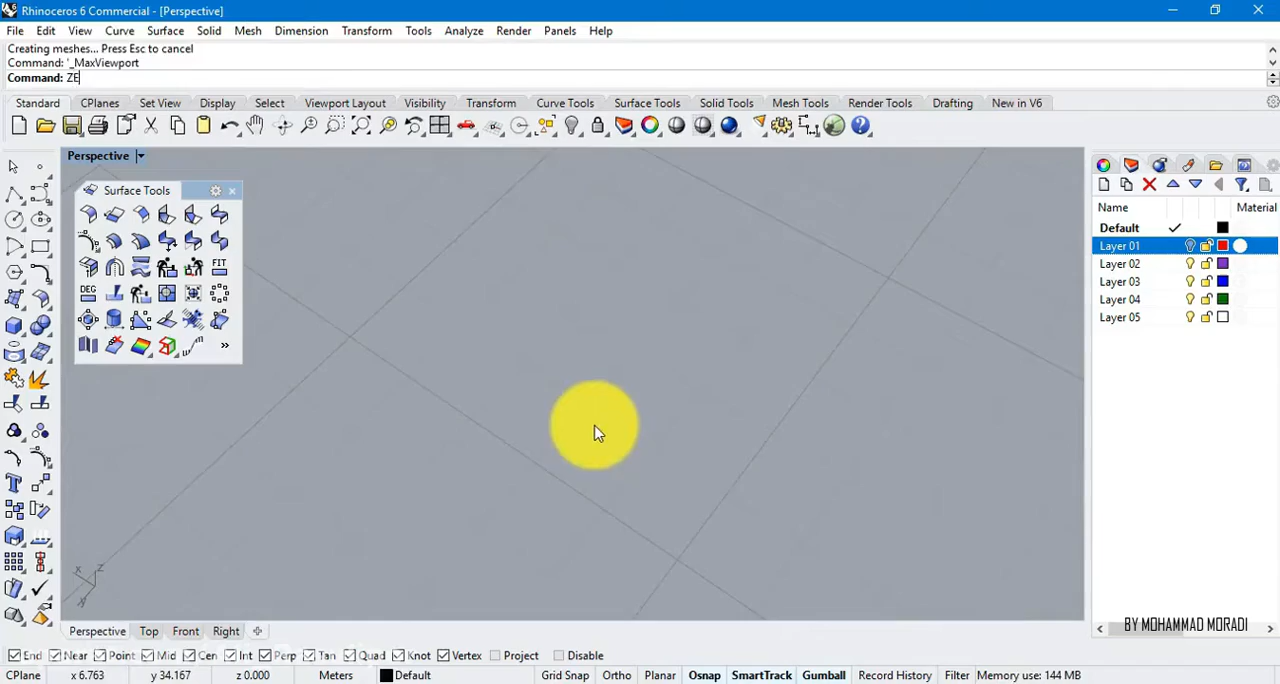 Rhinoceros 6 Commercial - [Perspective]
File Edit View Curve Surface Solid Mesh Dimension Transform Tools Analyze Render Panels Help
Creating meshes... Press Esc to cancel
Command: '_MaxViewport
Command: ZE
Standard CPlanes Set View Display Select Viewport Layout Visibility Transform Curve Tools Surface Tools Solid Tools Mesh Tools Render Tools Drafting New in V6
Perspective
Surface Tools
FIT
DEG
»
Name Material
Default
Layer 01
Layer 02
Layer 03
Layer 04
Layer 05
x z
y
BY MOHAMMAD MORADI
Perspective Top Front Right
End Near Point Mid Cen Int Perp Tan Quad Knot Vertex Project Disable
CPlane x 6.763 y 34.167 z 0.000 Meters Default Grid Snap Ortho Planar Osnap SmartTrack Gumball Record History Filter Memory use: 144 MB